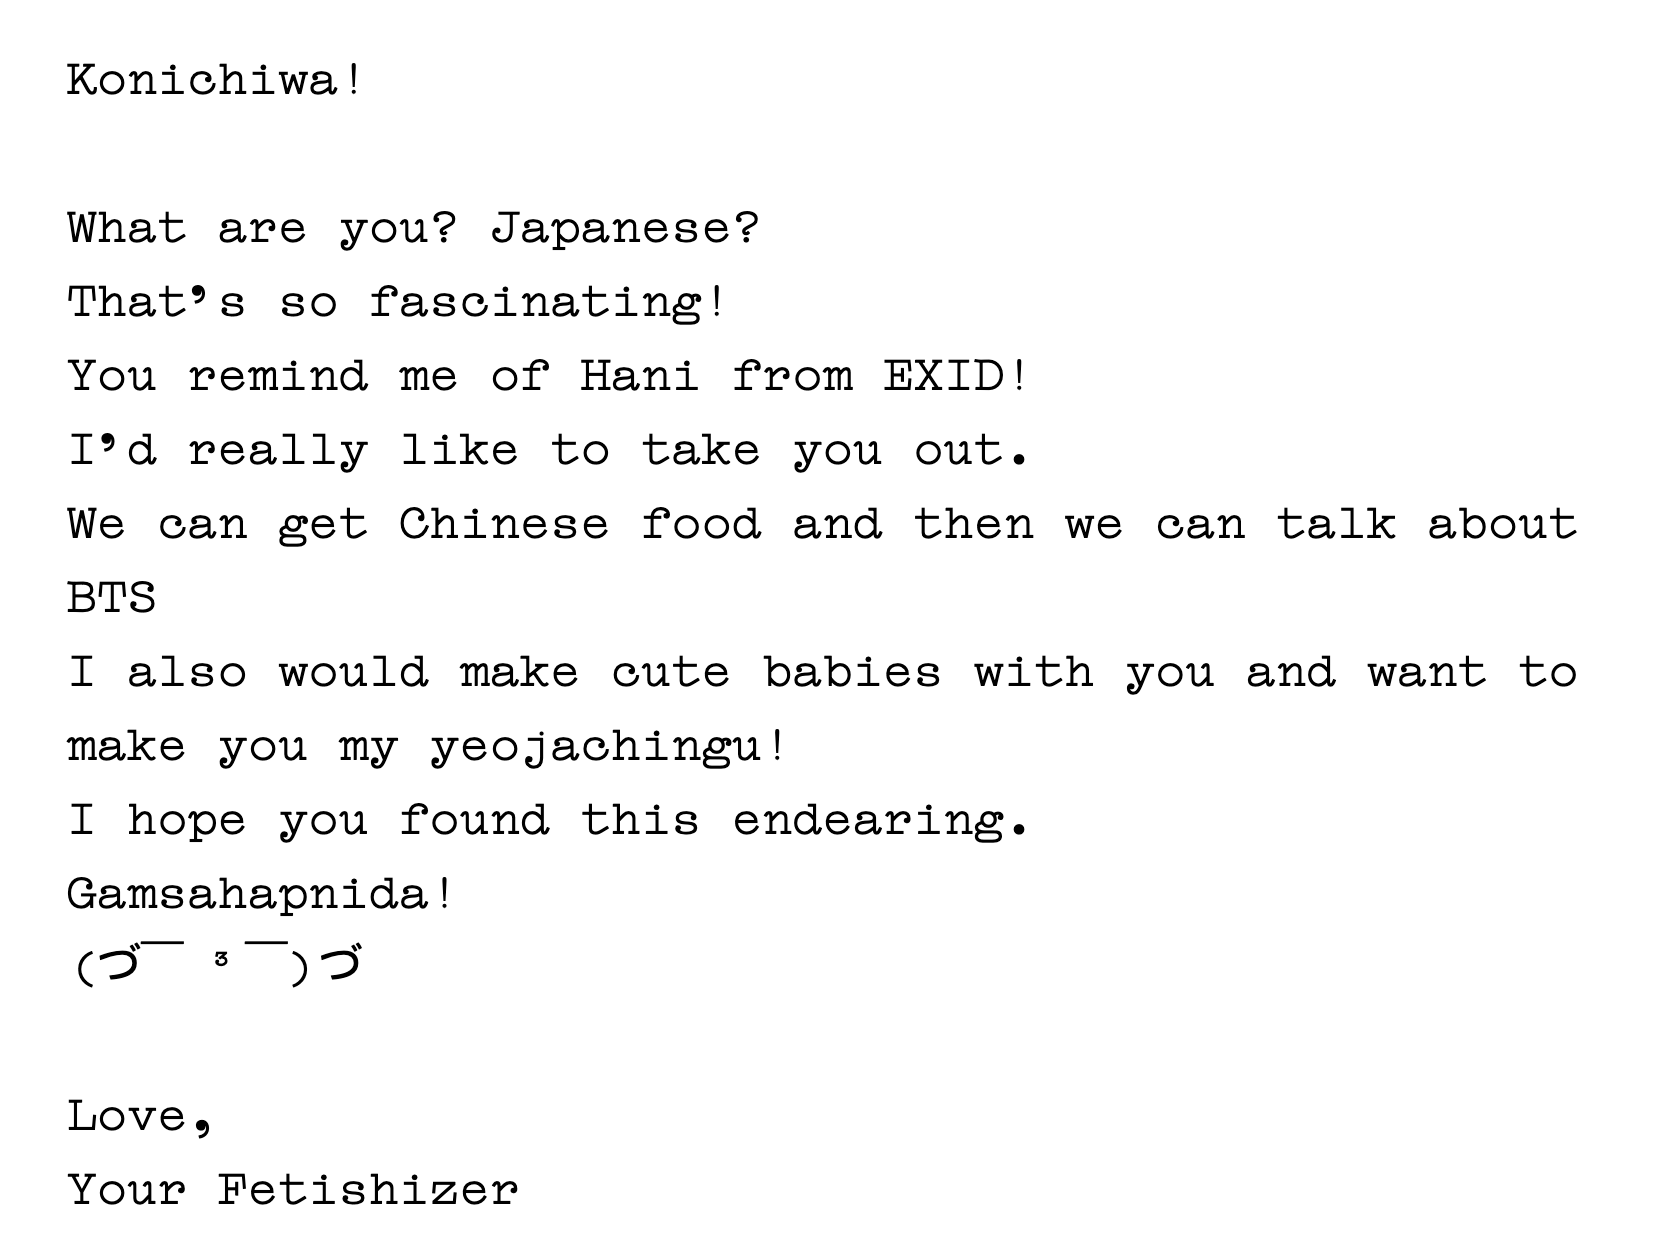 Konichiwa!
What are you? Japanese?
That’s so fascinating!
You remind me of Hani from EXID!
I’d really like to take you out.
We can get Chinese food and then we can talk about
BTS
I also would make cute babies with you and want to
make you my yeojachingu!
I hope you found this endearing.
Gamsahapnida!
(づ￣ ³￣)づ
Love,
Your Fetishizer